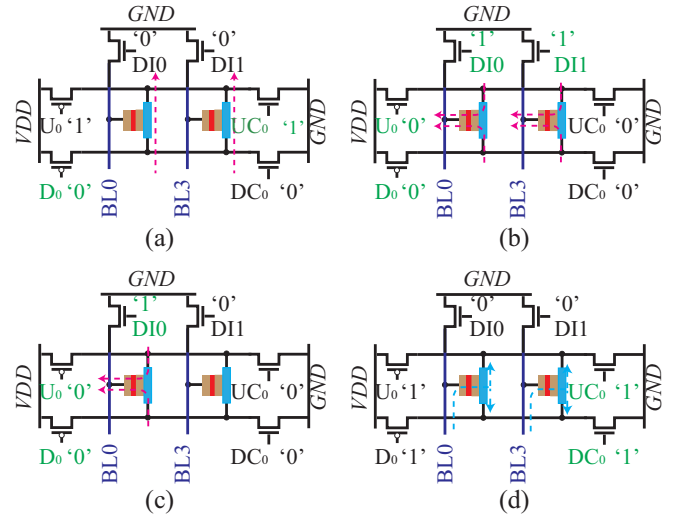 GND
‘0’ ‘0’
DI0 DI1
VDD
U₀ ‘1’ UC₀ ‘1’
GND
D₀ ‘0’ DC₀ ‘0’
BL0 BL3
(a)
GND
‘1’ ‘1’
DI0 DI1
VDD
U₀ ‘0’ UC₀ ‘0’
GND
D₀ ‘0’ DC₀ ‘0’
BL0 BL3
(b)
GND
‘1’ ‘0’
DI0 DI1
VDD
U₀ ‘0’ UC₀ ‘0’
GND
D₀ ‘0’ DC₀ ‘0’
BL0 BL3
(c)
GND
‘0’ ‘0’
DI0 DI1
VDD
U₀ ‘1’ UC₀ ‘1’
GND
D₀ ‘1’ DC₀ ‘1’
BL0 BL3
(d)